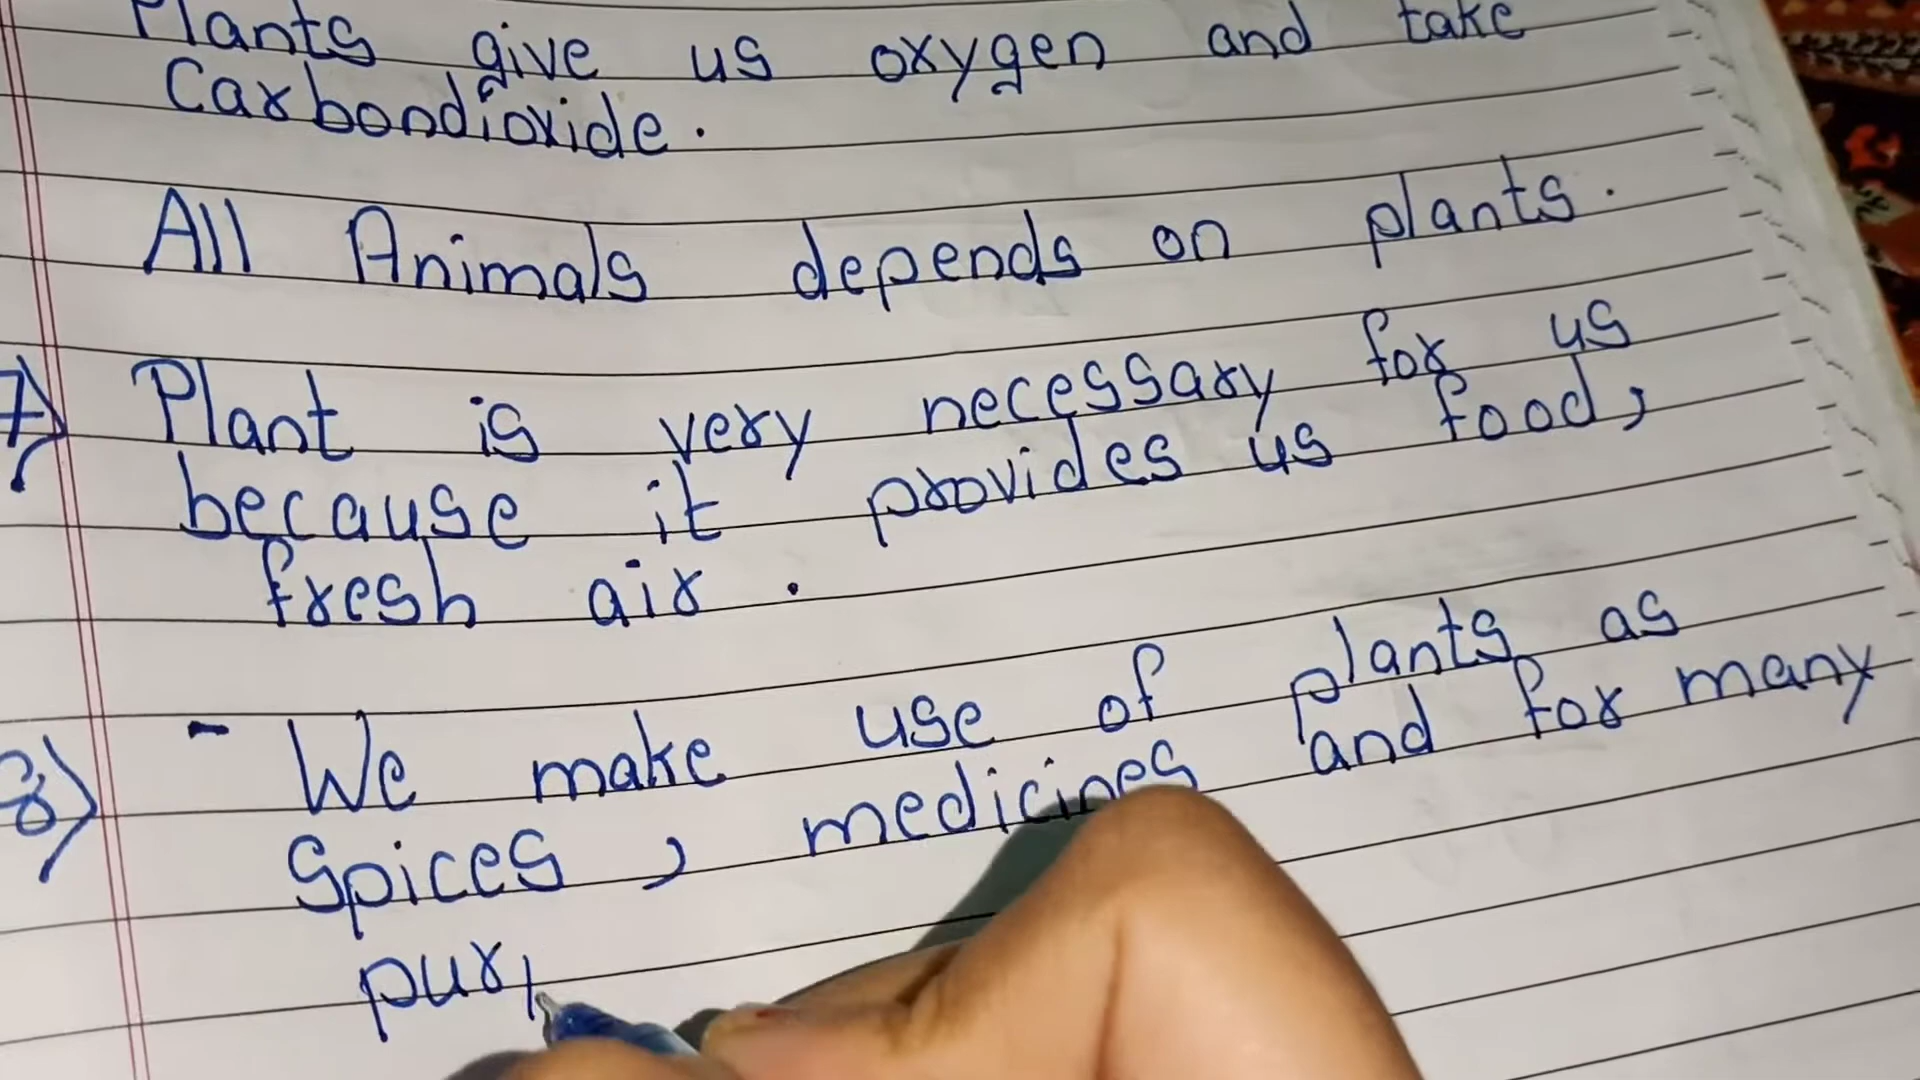 Plants give us oxygen and take
Carbondioxide.
All Animals depends on plants.
7) Plant is very necessary for us
because it provides us food,
fresh air.
8) - We make use of plants as
Spices, medicines and for many
pur